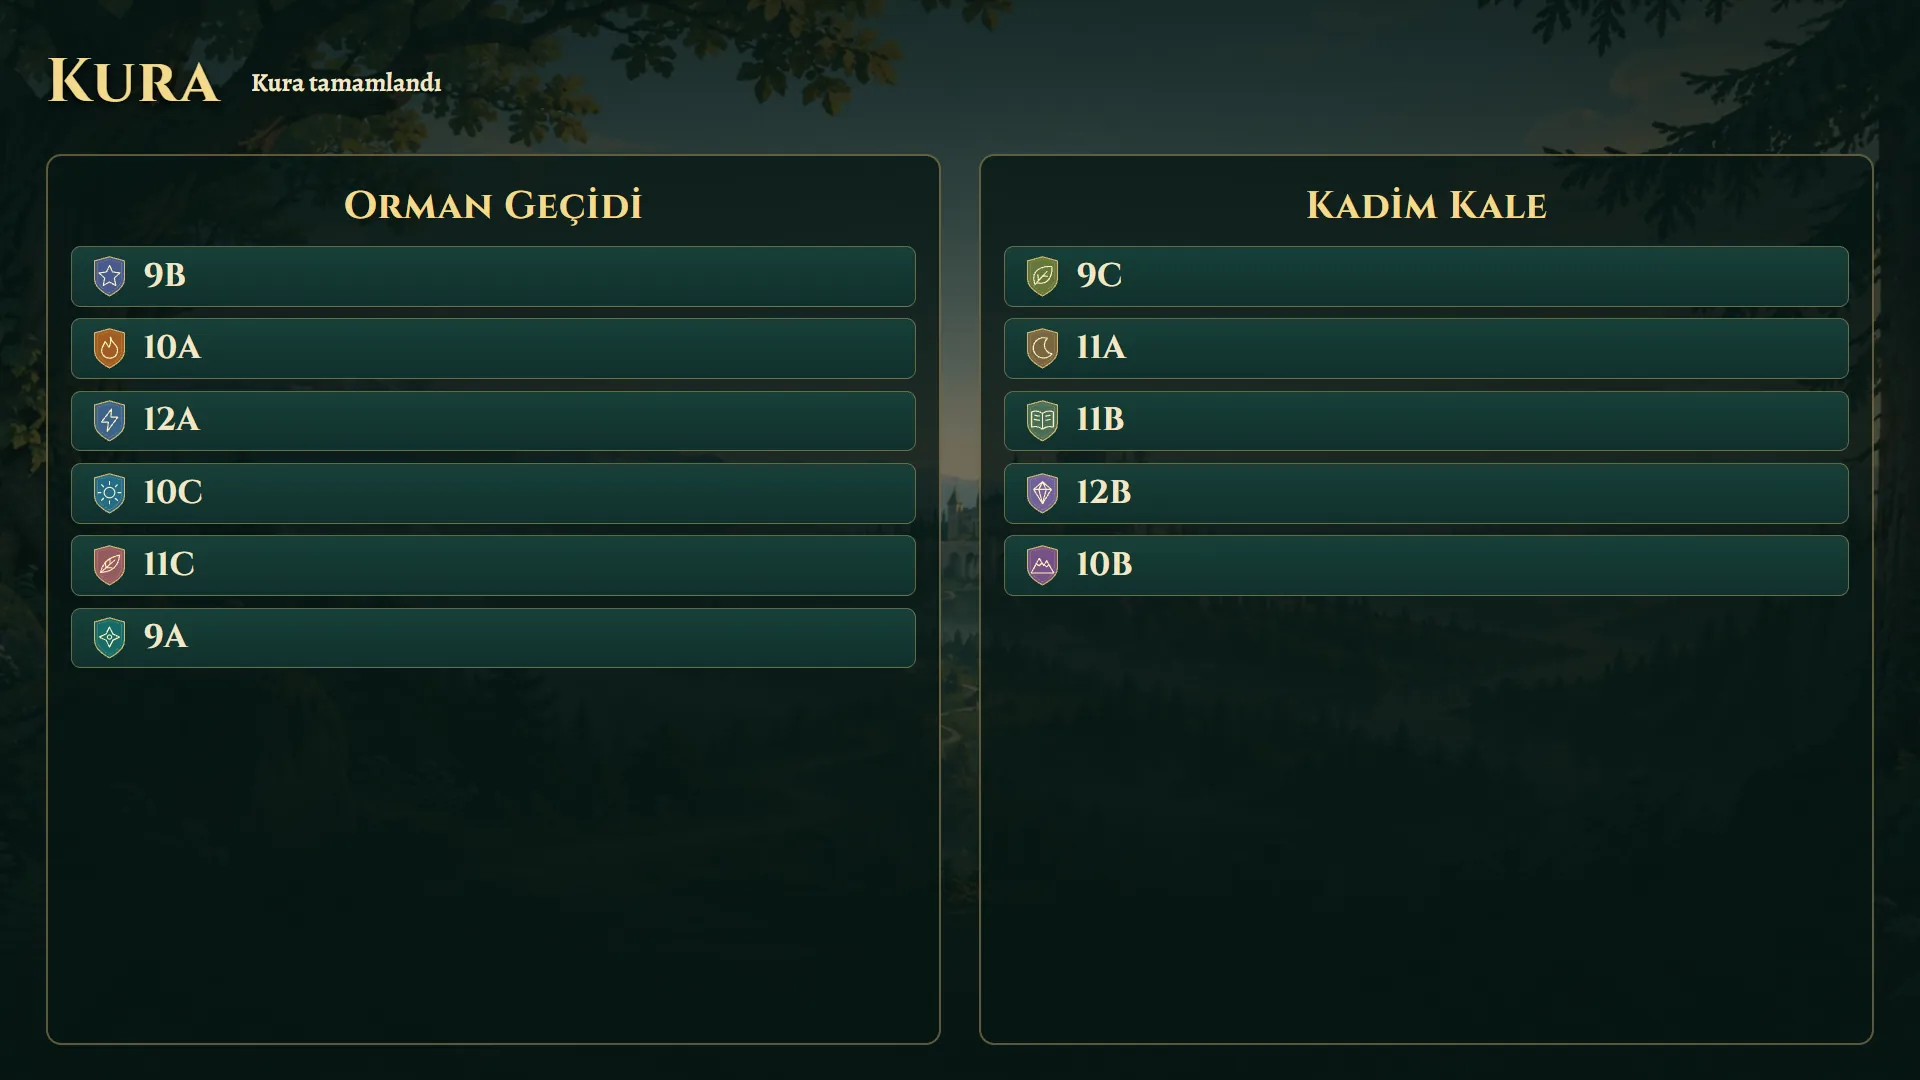 Kura
Kura tamamlandı
Orman Geçidi
9B
10A
12A
10C
11C
9A
Kadim Kale
9C
11A
11B
12B
10B